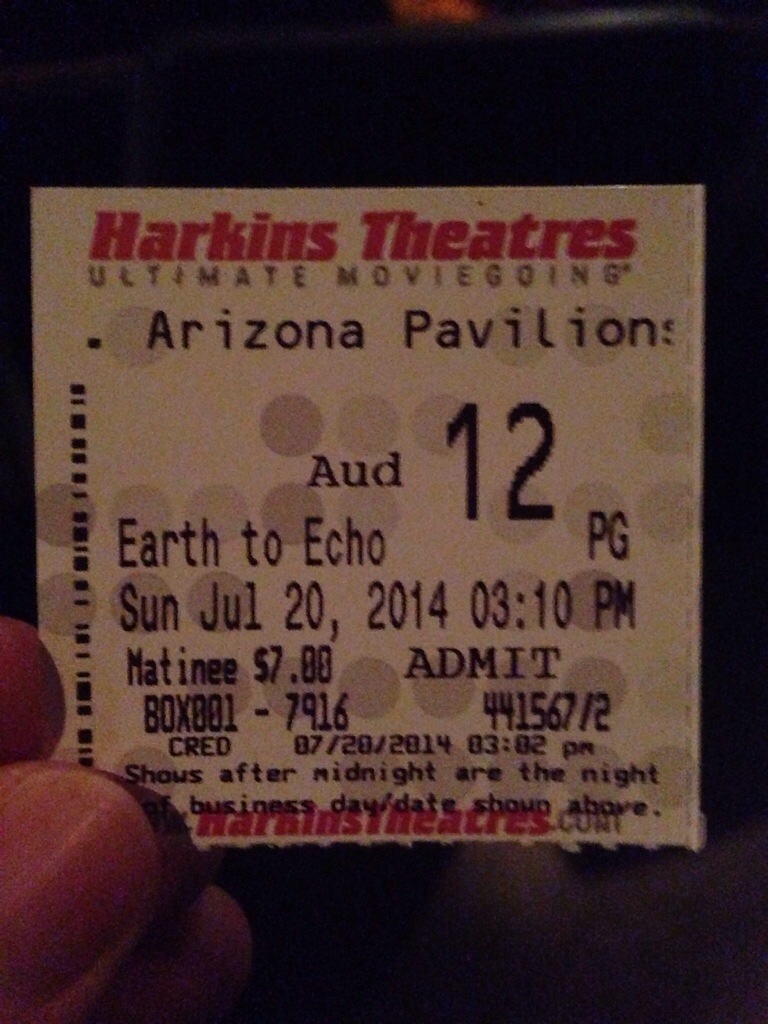 Harkins Theatres
ULTIMATE MOVIEGOING®
. Arizona Pavilions
Aud 12
Earth to Echo PG
Sun Jul 20, 2014 03:10 PM
Matinee $7.00 ADMIT
BOX001 - 7916 441567/2
CRED 07/20/2014 03:02 pm
Shows after midnight are the night
of business day/date shown above.
HarkinsTheatres.com